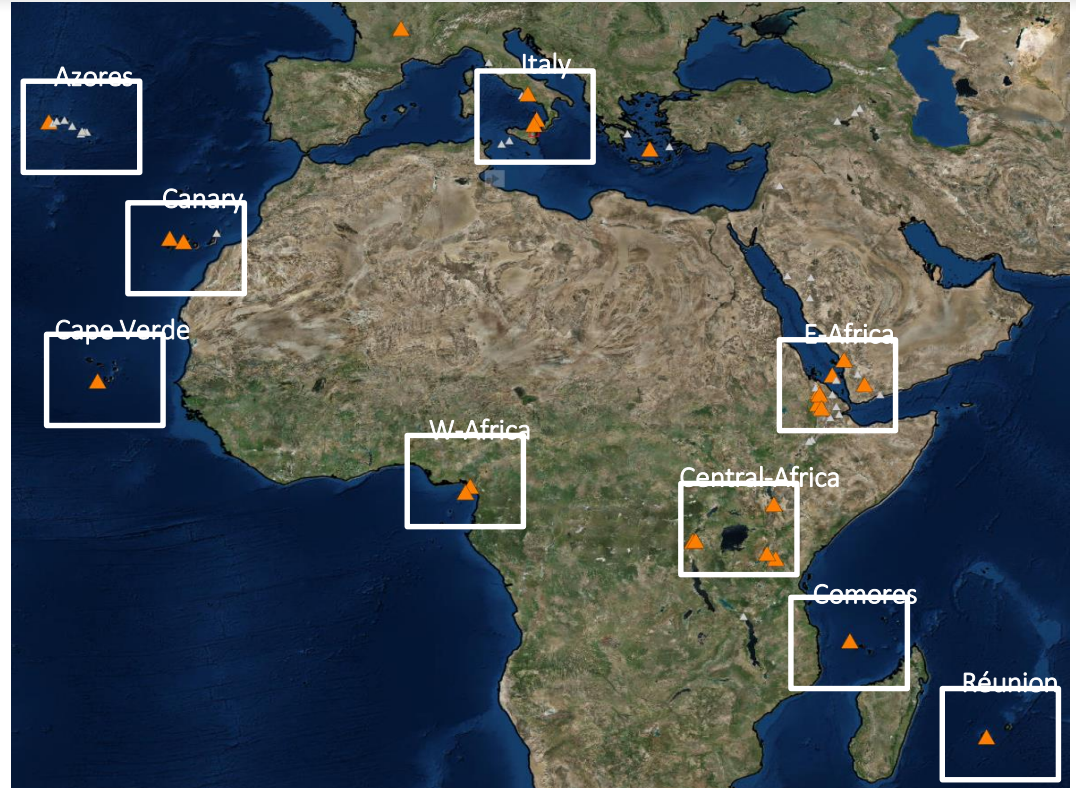 Italy
Azores
Canary
Cape Verde
E-Africa
W-Africa
Central-Africa
Comores
Réunion